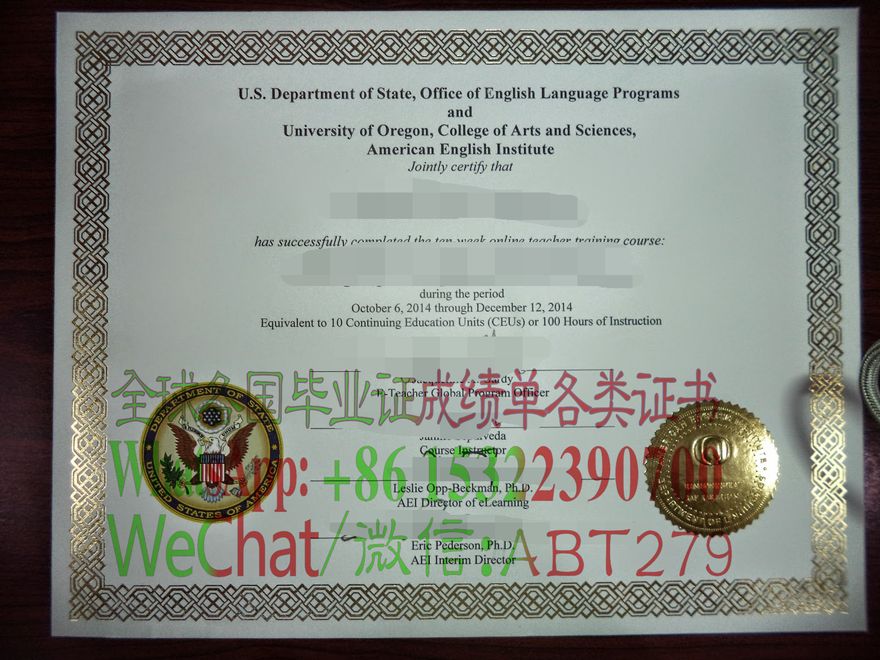 U.S. Department of State, Office of English Language Programs
and
University of Oregon, College of Arts and Sciences,
American English Institute
Jointly certify that
has successfully completed the ten-week online teacher training course:
during the period
October 6, 2014 through December 12, 2014
Equivalent to 10 Continuing Education Units (CEUs) or 100 Hours of Instruction
全球各国毕业证成绩单各类证书
E-Teacher Global Program Officer
DEPARTMENT OF STATE
UNITED STATES OF AMERICA
Course Instructor
Leslie Opp-Beckman, Ph.D.
AEI Director of eLearning
WeChat/微信:ABT279
Eric Pederson, Ph.D.
AEI Interim Director